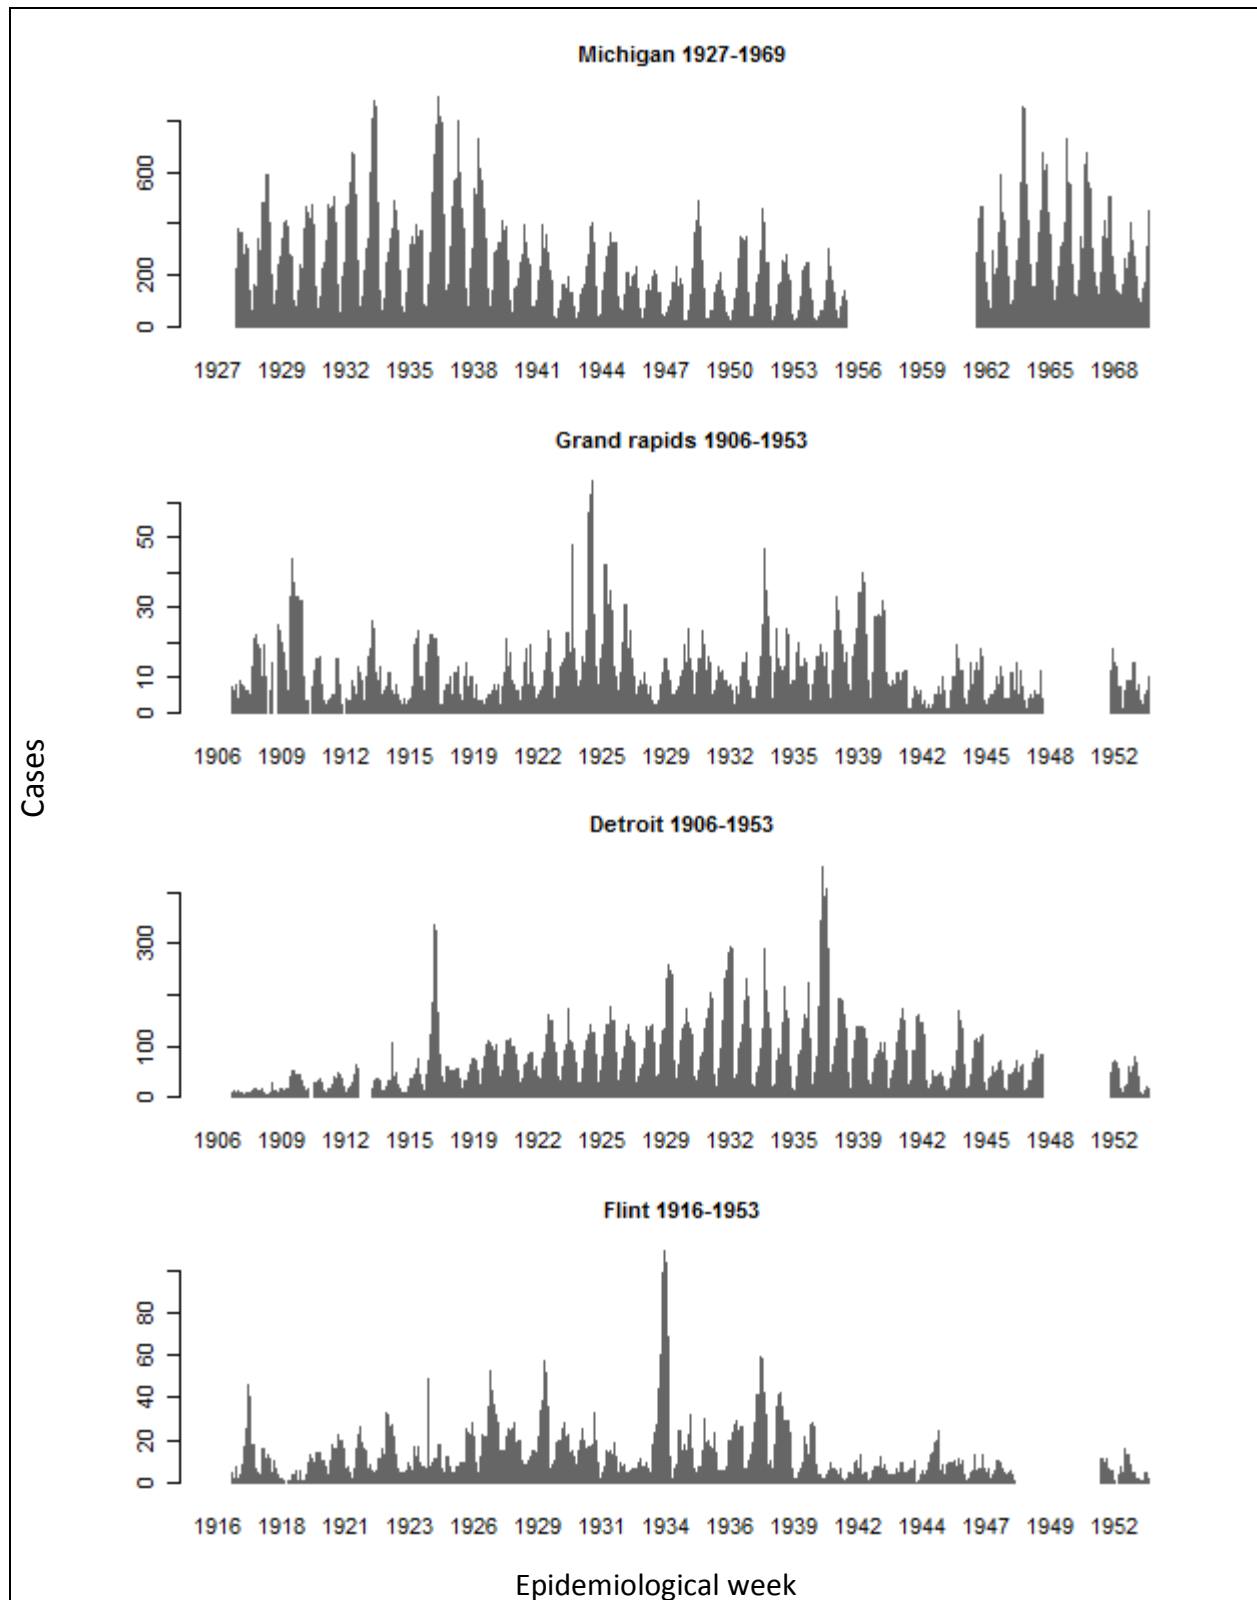 Michigan 1927-1969
600
200
0
1927 1929 1932 1935 1938 1941 1944 1947 1950 1953 1956 1959 1962 1965 1968
Grand rapids 1906-1953
50
30
10
0
1906 1909 1912 1915 1919 1922 1925 1929 1932 1935 1939 1942 1945 1948 1952
Cases
Detroit 1906-1953
300
100
0
1906 1909 1912 1915 1919 1922 1925 1929 1932 1935 1939 1942 1945 1948 1952
Flint 1916-1953
80
60
40
20
0
1916 1918 1921 1923 1926 1929 1931 1934 1936 1939 1942 1944 1947 1949 1952
Epidemiological week